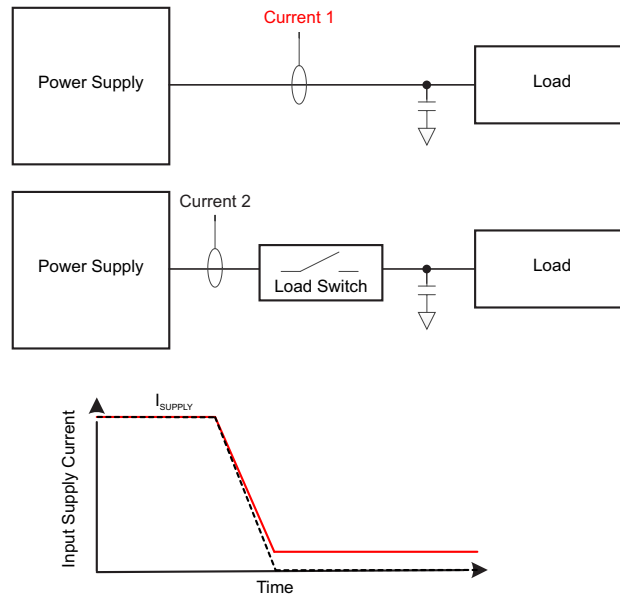 Current 1
Power Supply
Load
Current 2
Power Supply
Load Switch
Load
ISUPPLY
Input Supply Current
Time